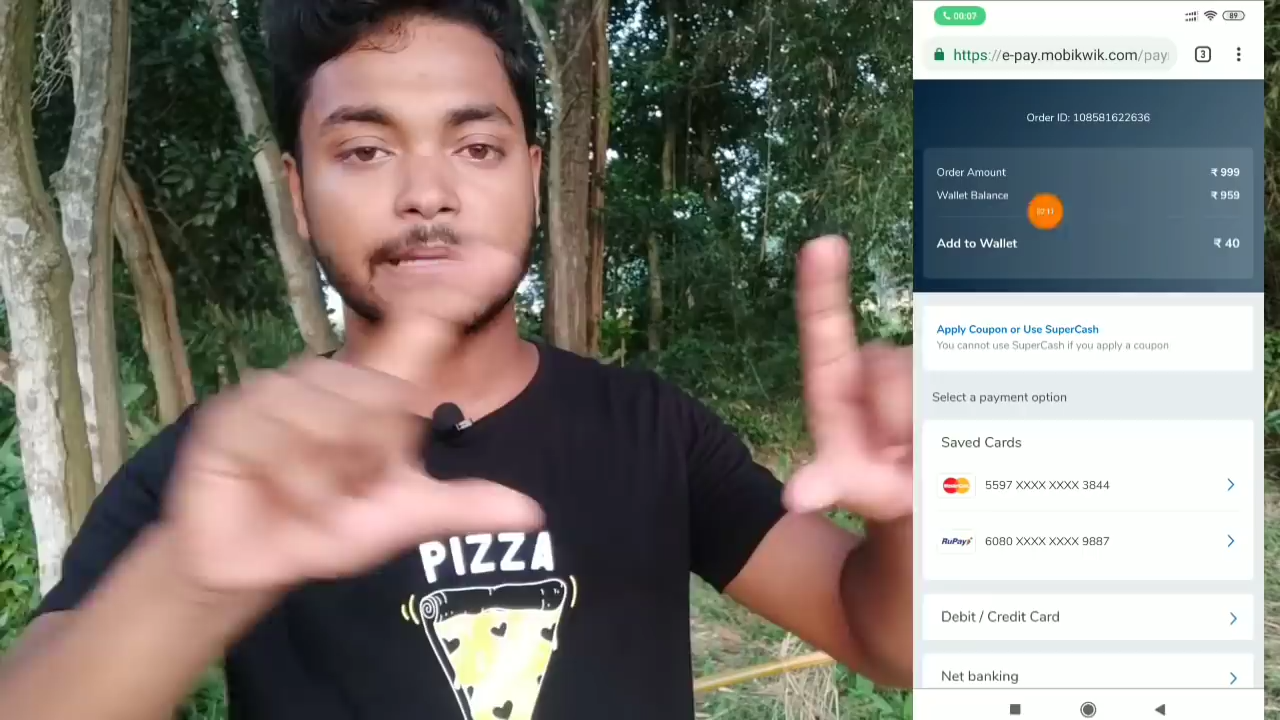 PIZZA
00:07
89
https://e-pay.mobikwik.com/pay
3
Order ID: 108581622636
Order Amount ₹ 999
Wallet Balance ₹ 959
02:11
Add to Wallet ₹ 40
Apply Coupon or Use SuperCash
You cannot use SuperCash if you apply a coupon
Select a payment option
Saved Cards
5597 XXXX XXXX 3844
RuPay 6080 XXXX XXXX 9887
Debit / Credit Card
Net banking